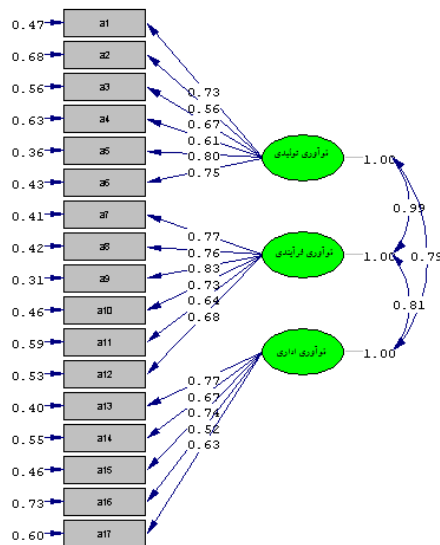 0.47 a1
0.68 a2
0.56 a3
0.63 a4
0.36 a5
0.43 a6
0.41 a7
0.42 a8
0.31 a9
0.46 a10
0.59 a11
0.53 a12
0.40 a13
0.55 a14
0.46 a15
0.73 a16
0.60 a17
0.73
0.56
0.67
0.61
0.80
0.75
0.77
0.76
0.83
0.73
0.64
0.68
0.77
0.67
0.74
0.52
0.63
نوآوری تولیدی
نوآوری فرآیندی
نوآوری اداری
1.00
1.00
1.00
0.99
0.79
0.81